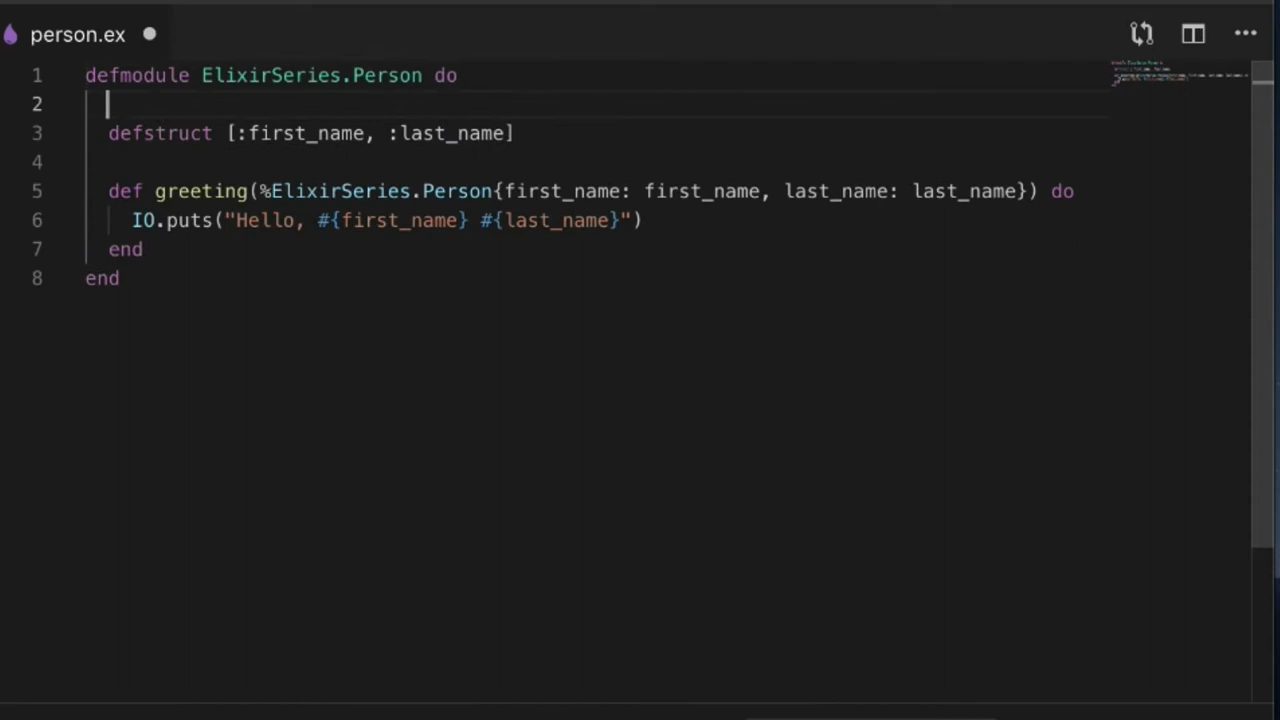 person.ex
1 defmodule ElixirSeries.Person do
2
3 defstruct [:first_name, :last_name]
4
5 def greeting(%ElixirSeries.Person{first_name: first_name, last_name: last_name}) do
6 IO.puts("Hello, #{first_name} #{last_name}")
7 end
8 end